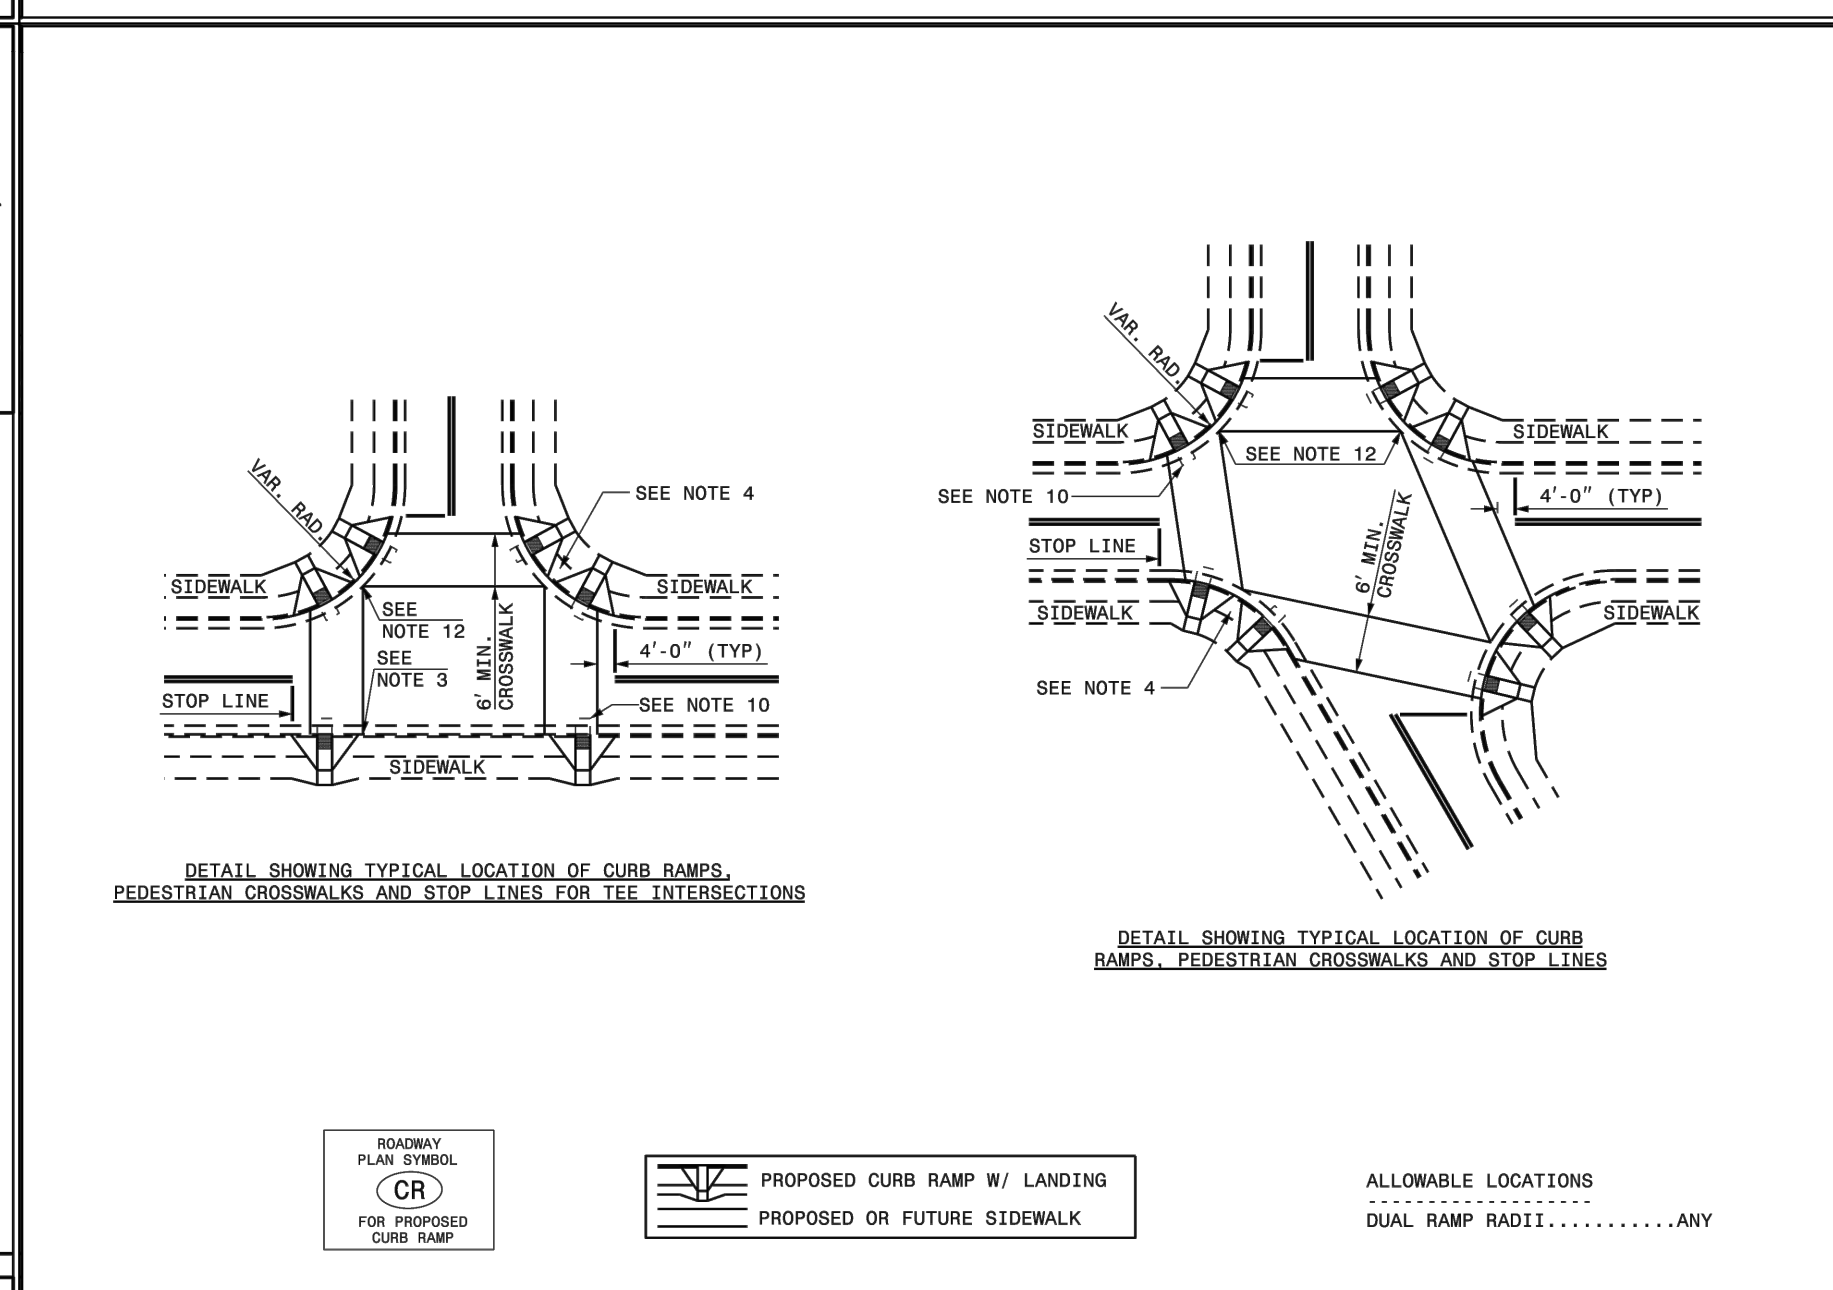 VAR. RAD.
SEE NOTE 4
SIDEWALK
SIDEWALK
SEE
NOTE 12
SEE
NOTE 3
6' MIN.
CROSSWALK
4'-0" (TYP)
STOP LINE
SEE NOTE 10
SIDEWALK
DETAIL SHOWING TYPICAL LOCATION OF CURB RAMPS,
PEDESTRIAN CROSSWALKS AND STOP LINES FOR TEE INTERSECTIONS
VAR. RAD.
SIDEWALK
SIDEWALK
SEE NOTE 12
SEE NOTE 10
4'-0" (TYP)
6' MIN.
CROSSWALK
STOP LINE
SIDEWALK
SIDEWALK
SEE NOTE 4
DETAIL SHOWING TYPICAL LOCATION OF CURB
RAMPS, PEDESTRIAN CROSSWALKS AND STOP LINES
ROADWAY
PLAN SYMBOL
CR
FOR PROPOSED
CURB RAMP
PROPOSED CURB RAMP W/ LANDING
PROPOSED OR FUTURE SIDEWALK
ALLOWABLE LOCATIONS
-------------------
DUAL RAMP RADII...........ANY